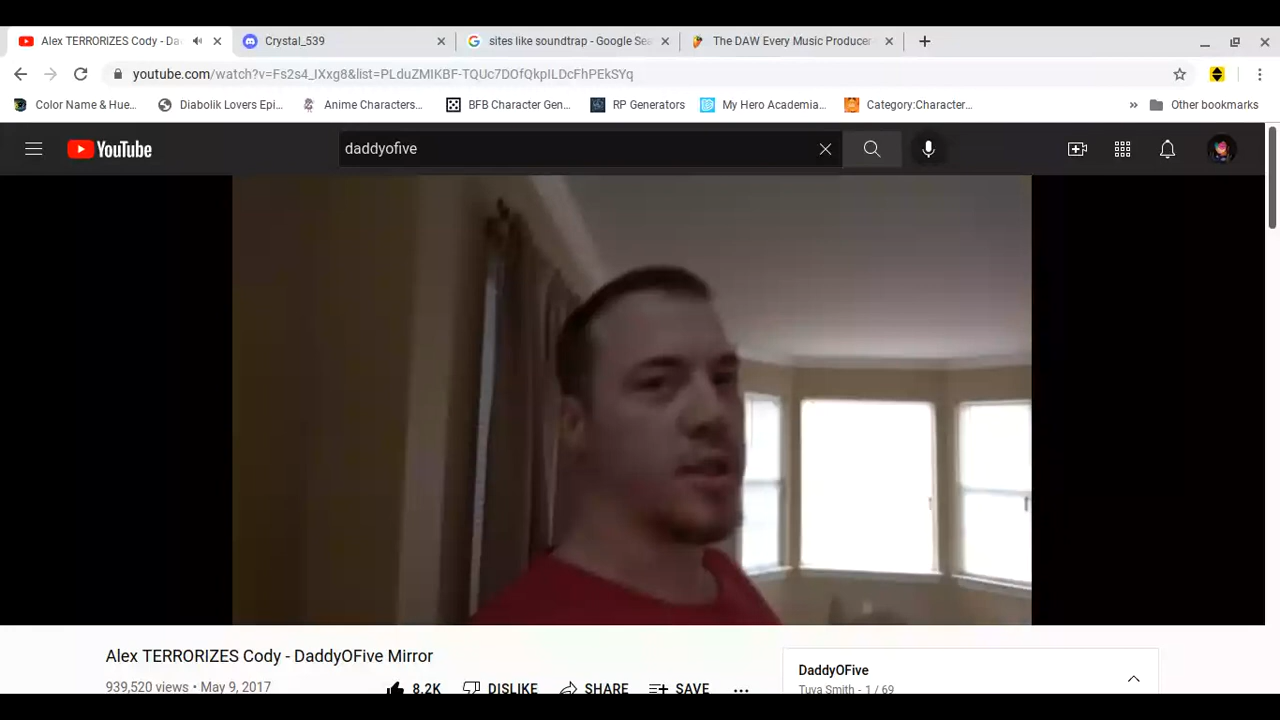 Alex TERRORIZES Cody - Da
Crystal_539
sites like soundtrap - Google Sea
The DAW Every Music Producer
youtube.com/watch?v=Fs2s4_IXxg8&list=PLduZMIKBF-TQUc7DOfQkpILDcFhPEkSYq
Color Name & Hue...
Diabolik Lovers Epi...
Anime Characters...
BFB Character Gen...
RP Generators
My Hero Academia...
Category:Character...
» Other bookmarks
YouTube
daddyofive
Alex TERRORIZES Cody - DaddyOFive Mirror
939,520 views • May 9, 2017
8.2K
DISLIKE
SHARE
SAVE
DaddyOFive
Tuva Smith - 1 / 69